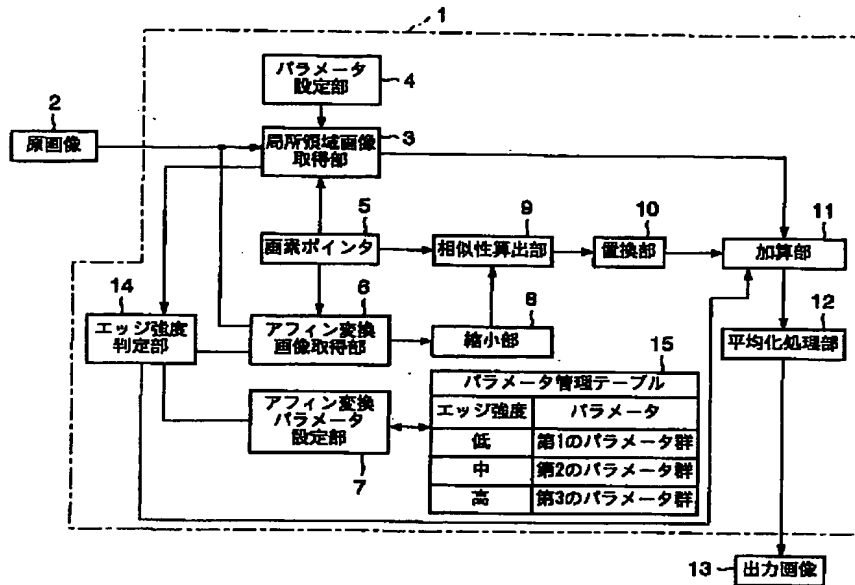 1
パラメータ
設定部
4
2
原画像
局所領域画像
取得部
3
5
画素ポインタ
9
相似性算出部
10
置換部
11
加算部
14
エッジ強度
判定部
6
アフィン変換
画像取得部
8
縮小部
12
平均化処理部
15
パラメータ管理テーブル
エッジ強度 パラメータ
低 第1のパラメータ群
中 第2のパラメータ群
高 第3のパラメータ群
アフィン変換
パラメータ
設定部
7
13
出力画像